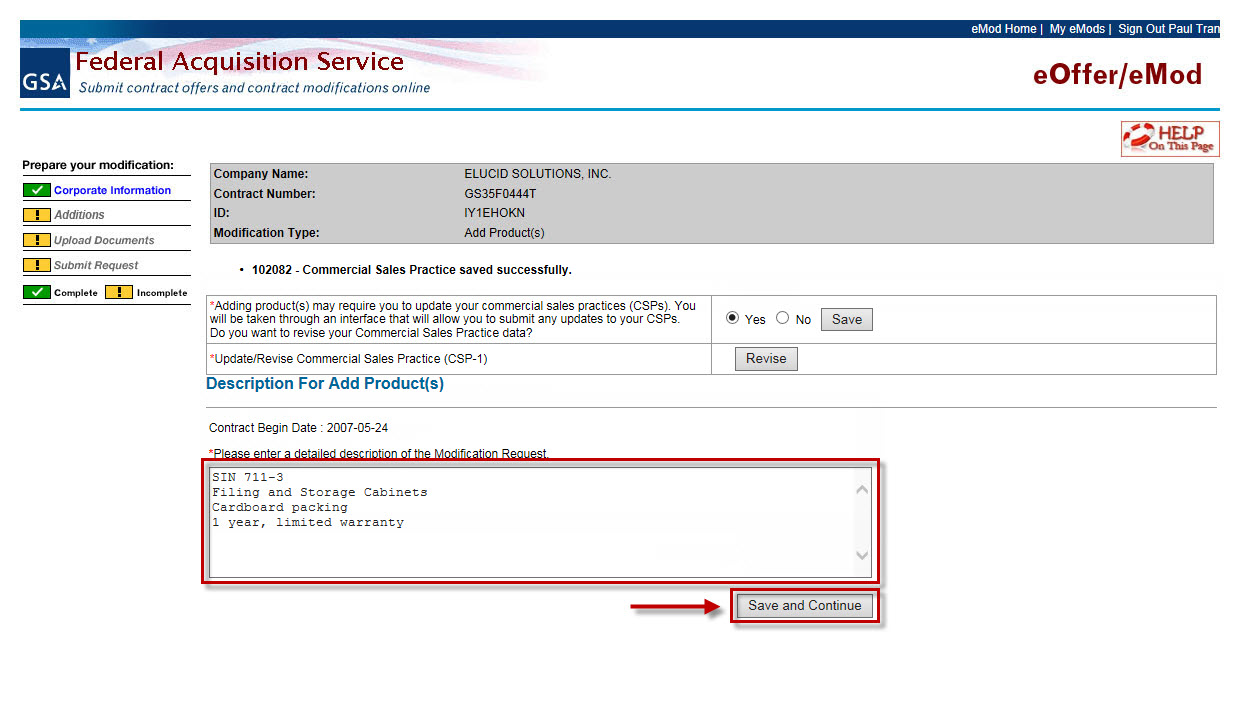 eMod Home | My eMods | Sign Out Paul Tran
GSA
Federal Acquisition Service
Submit contract offers and contract modifications online
eOffer/eMod
HELP
On This Page
Prepare your modification:
Corporate Information
! Additions
! Upload Documents
! Submit Request
Complete ! Incomplete
Company Name: ELUCID SOLUTIONS, INC.
Contract Number: GS35F0444T
ID: IY1EHOKN
Modification Type: Add Product(s)
• 102082 - Commercial Sales Practice saved successfully.
*Adding product(s) may require you to update your commercial sales practices (CSPs). You
will be taken through an interface that will allow you to submit any updates to your CSPs.
Do you want to revise your Commercial Sales Practice data?
Yes No Save
*Update/Revise Commercial Sales Practice (CSP-1)
Revise
Description For Add Product(s)
Contract Begin Date : 2007-05-24
*Please enter a detailed description of the Modification Request.
SIN 711-3
Filing and Storage Cabinets
Cardboard packing
1 year, limited warranty
Save and Continue